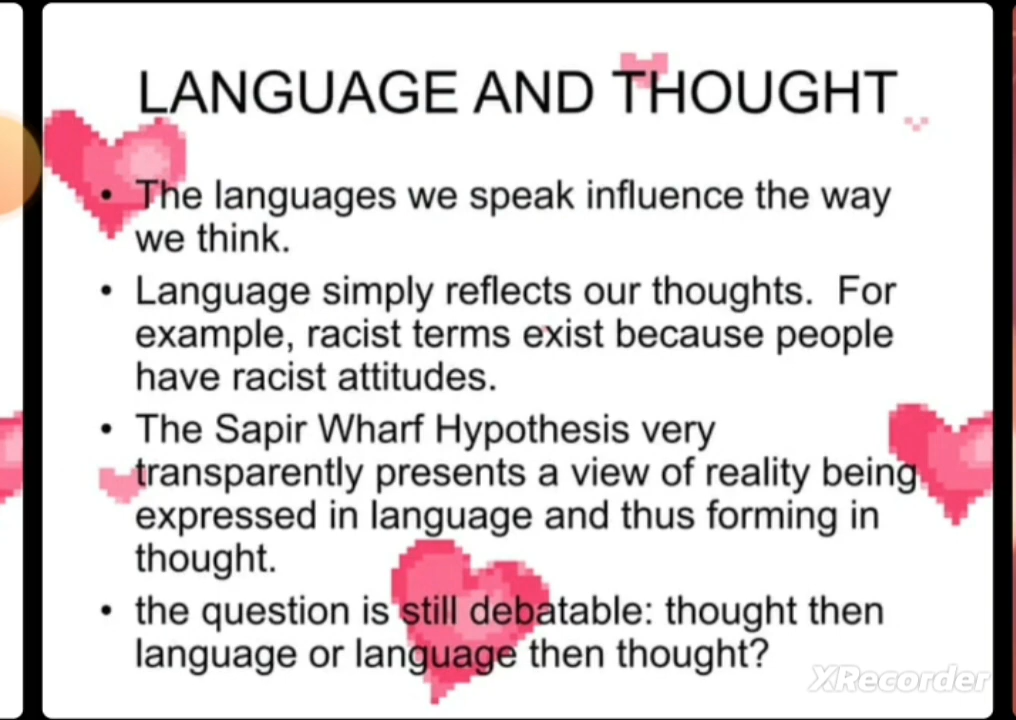 LANGUAGE AND THOUGHT
• The languages we speak influence the way
we think.
• Language simply reflects our thoughts.  For
example, racist terms exist because people
have racist attitudes.
• The Sapir Wharf Hypothesis very
transparently presents a view of reality being
expressed in language and thus forming in
thought.
• the question is still debatable: thought then
language or language then thought?
XRecorder